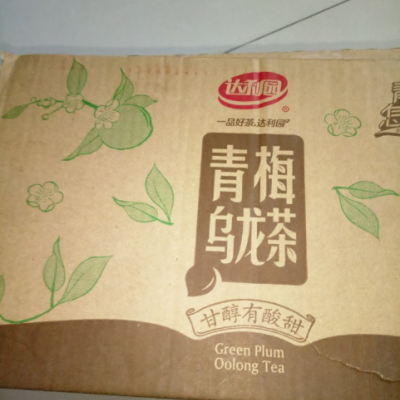 达利园
一品好茶,达利园
青梅
乌龙茶
甘醇有酸甜
Green Plum
Oolong Tea
青